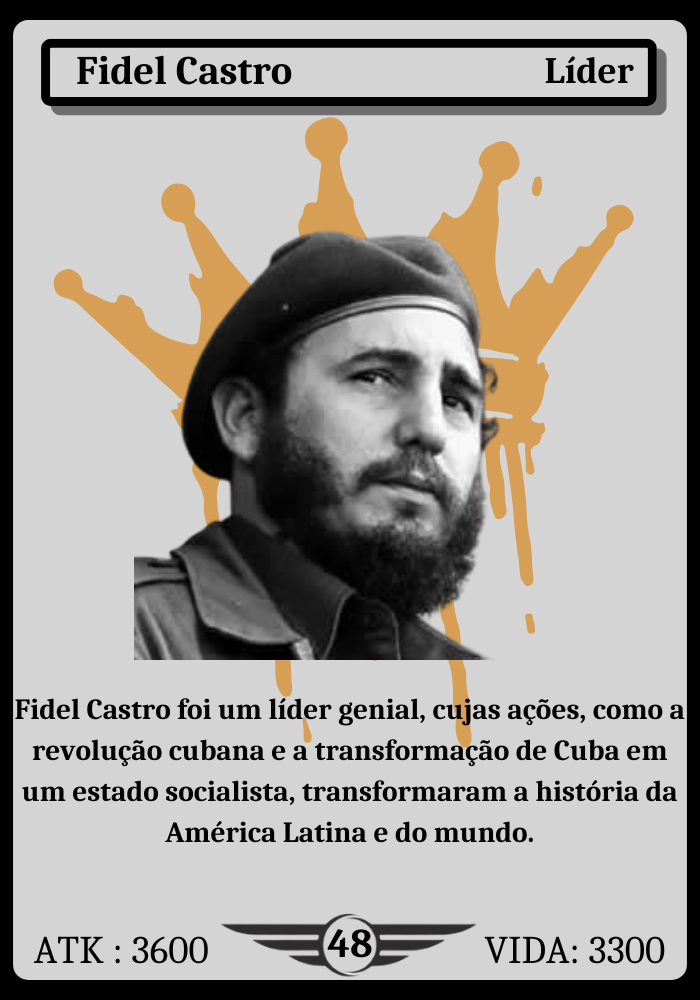 Fidel Castro Líder
Fidel Castro foi um líder genial, cujas ações, como a
revolução cubana e a transformação de Cuba em
um estado socialista, transformaram a história da
América Latina e do mundo.
ATK : 3600 48 VIDA: 3300